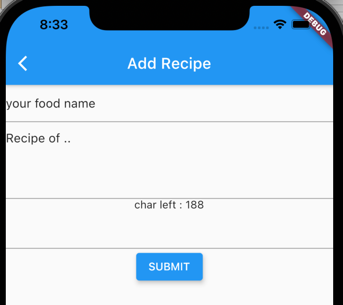 8:33
DEBUG
Add Recipe
your food name
Recipe of ..
char left : 188
SUBMIT